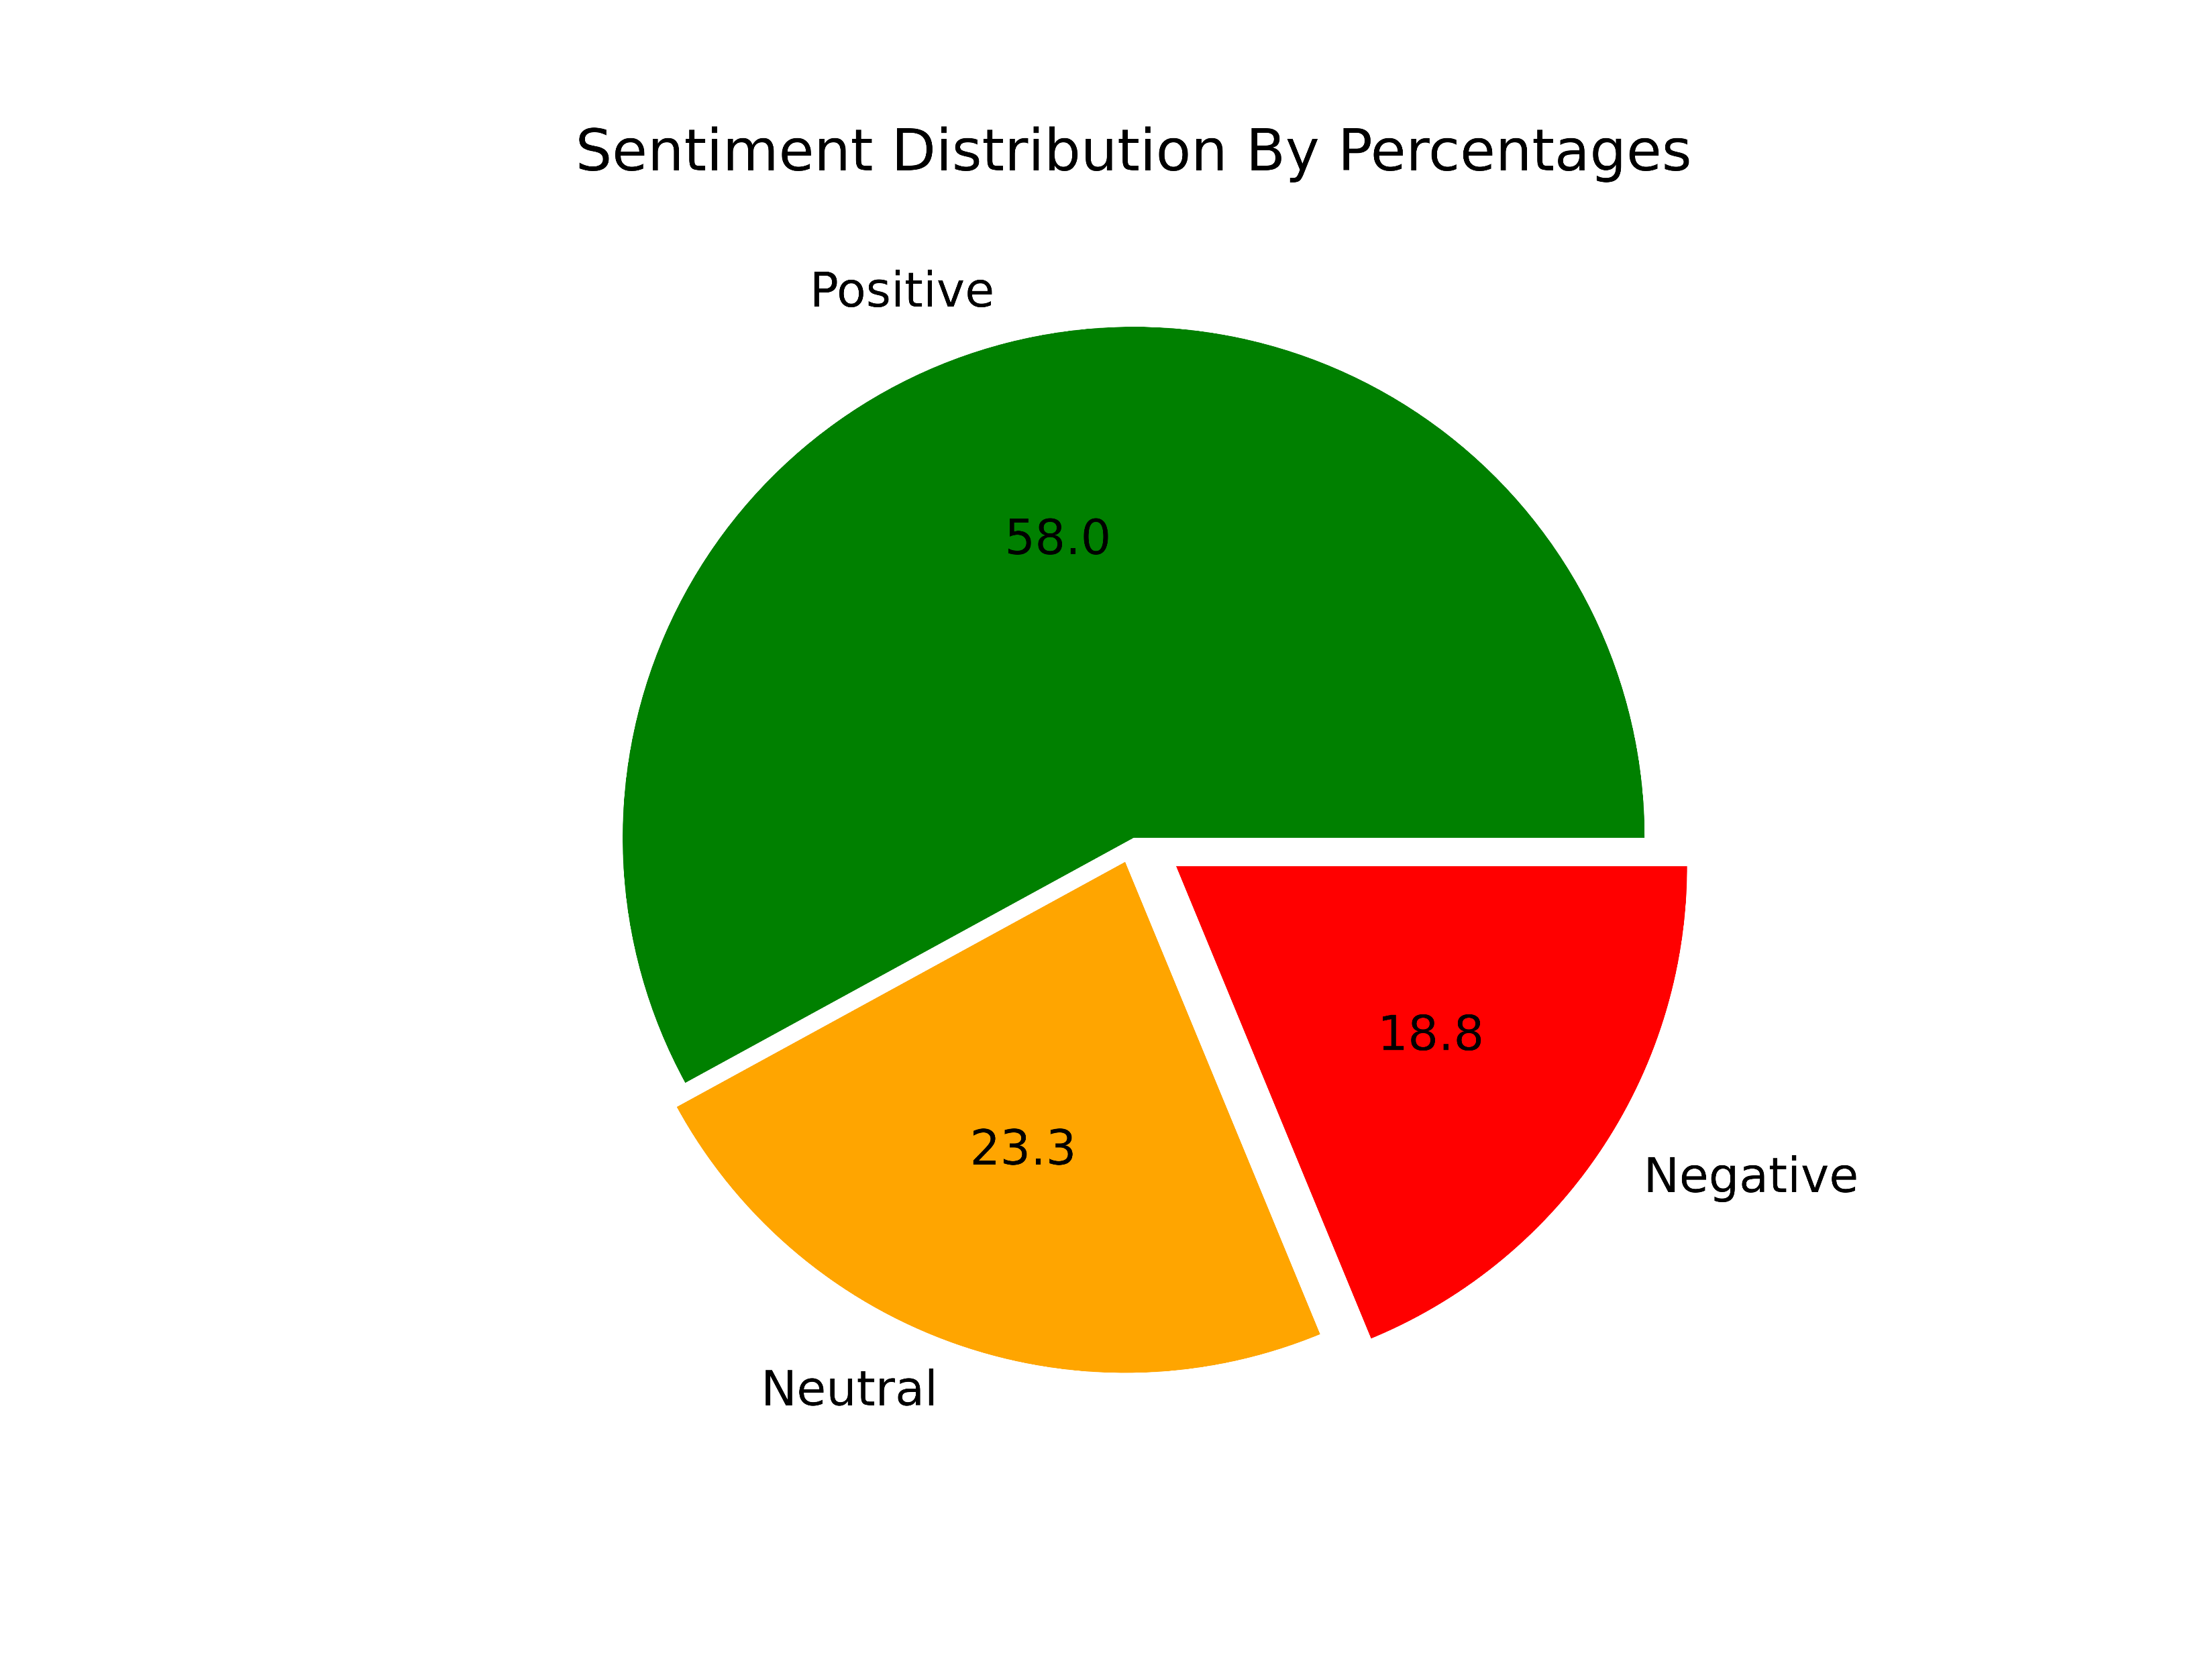 Sentiment Distribution By Percentages
Positive
58.0
18.8
23.3
Negative
Neutral